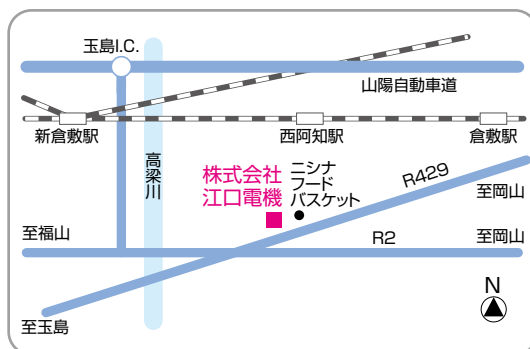 玉島I.C.
山陽自動車道
新倉敷駅
西阿知駅
倉敷駅
高梁川
株式会社
江口電機
ニシナ
フード
バスケット
R429
至岡山
至福山
R2
至岡山
至玉島
N